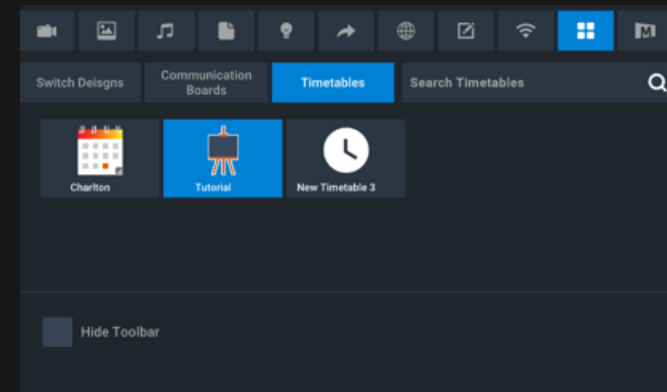 Switch Deisgns
Communication
Boards
Timetables
Search Timetables
Charlton
Tutorial
New Timetable 3
Hide Toolbar